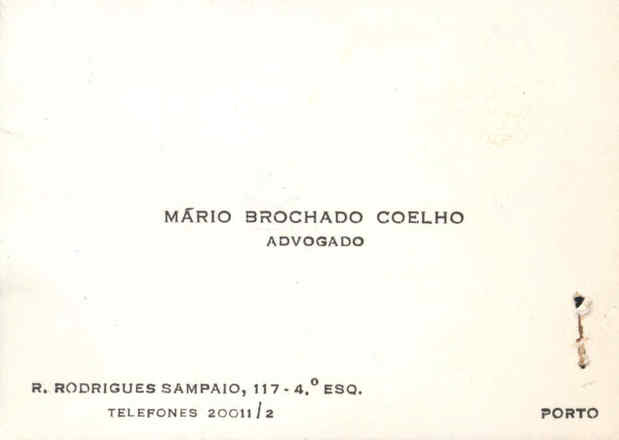 MÁRIO BROCHADO COELHO
ADVOGADO
R. RODRIGUES SAMPAIO, 117 - 4.º ESQ.
TELEFONES 20011/2
PORTO